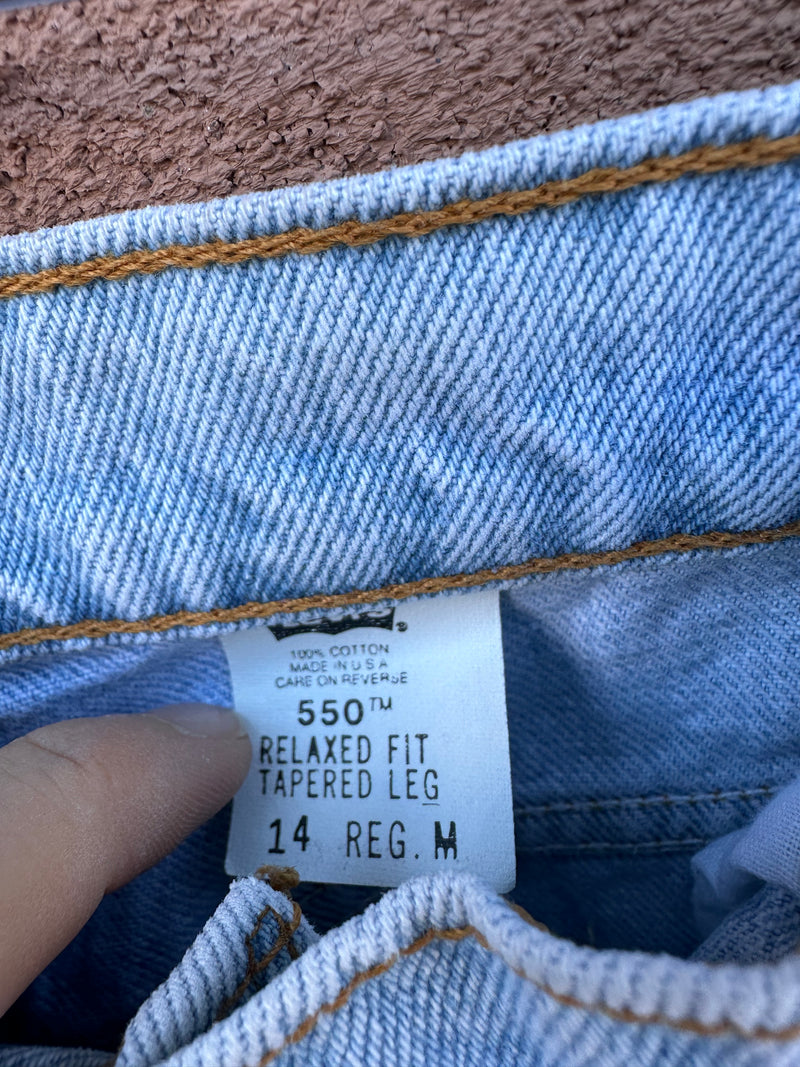 100% COTTON
MADE IN U S A
CARE ON REVERSE
550™
RELAXED FIT
TAPERED LEG
14 REG. M